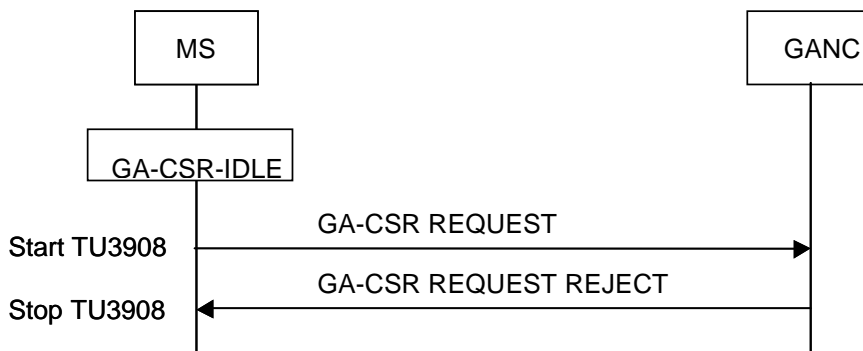 MS
GANC
GA-CSR-IDLE
GA-CSR REQUEST
Start TU3908
GA-CSR REQUEST REJECT
Stop TU3908